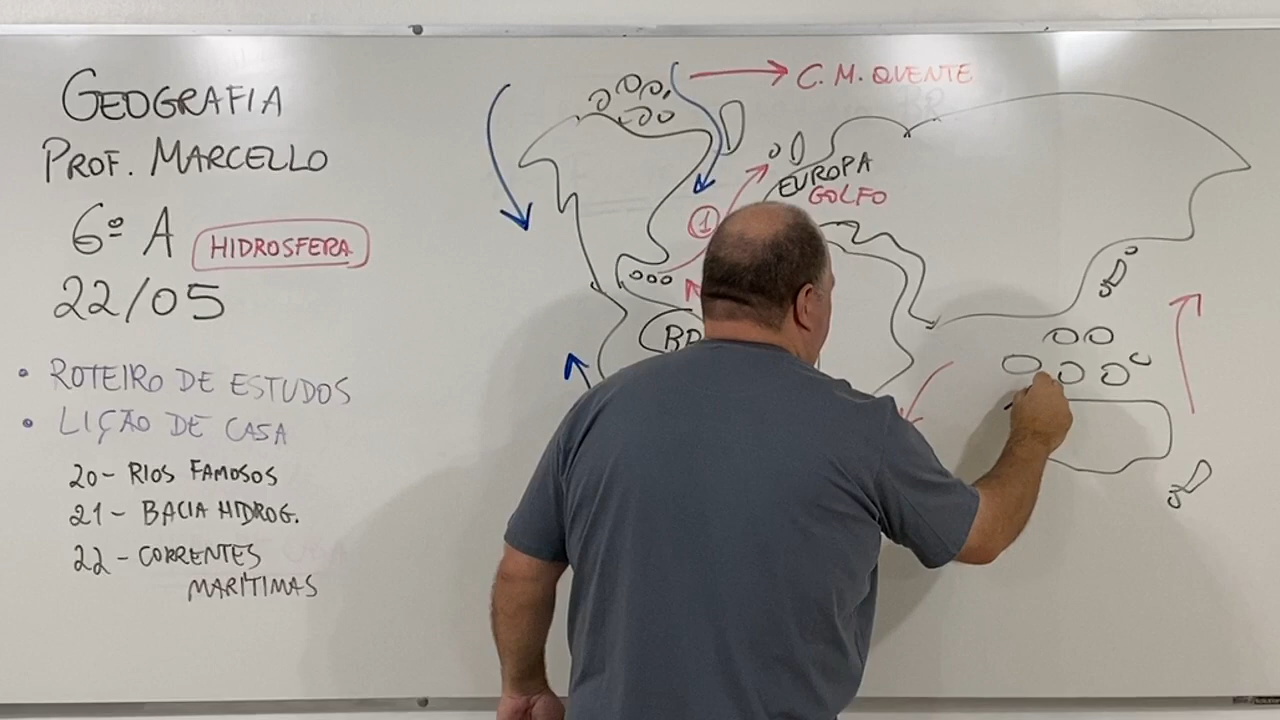 GEOGRAFIA
PROF. MARCELLO
6º A
HIDROSFERA
22/05
• ROTEIRO DE ESTUDOS
• LIÇÃO DE CASA
20- RIOS FAMOSOS
21- BACIA HIDROG.
22-CORRENTES
MARÍTIMAS
C. M. QUENTE
EUROPA
GOLFO
1